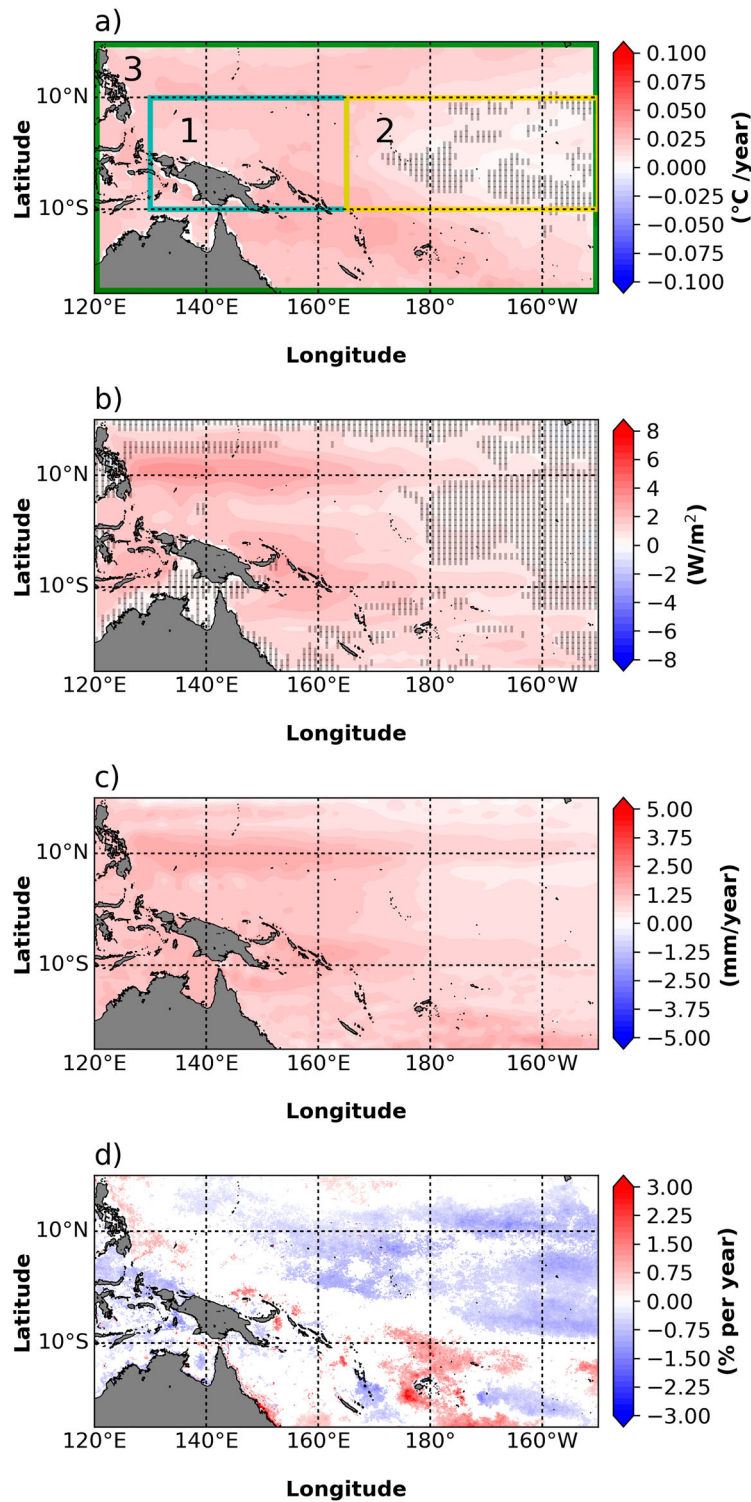 a)
3
1
2
10°N
10°S
Latitude
120°E
140°E
160°E
180°
160°W
Longitude
0.100
0.075
0.050
0.025
0.000
−0.025
−0.050
−0.075
−0.100
(°C /year)
b)
10°N
10°S
Latitude
120°E
140°E
160°E
180°
160°W
Longitude
8
6
4
2
0
−2
−4
−6
−8
(W/m²)
c)
10°N
10°S
Latitude
120°E
140°E
160°E
180°
160°W
Longitude
5.00
3.75
2.50
1.25
0.00
−1.25
−2.50
−3.75
−5.00
(mm/year)
d)
10°N
10°S
Latitude
120°E
140°E
160°E
180°
160°W
Longitude
3.00
2.25
1.50
0.75
0.00
−0.75
−1.50
−2.25
−3.00
(% per year)